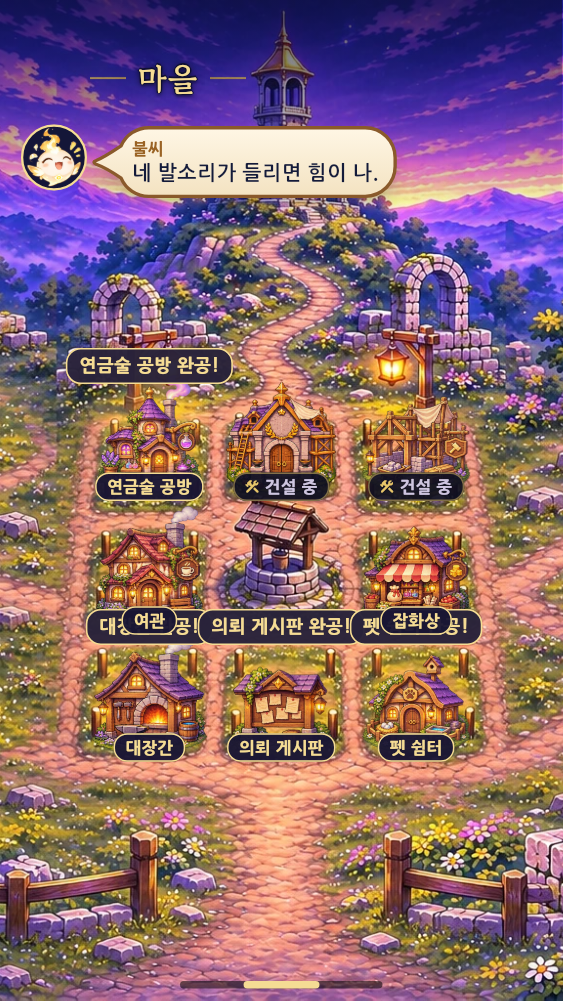 마을
불씨
네 발소리가 들리면 힘이 나.
연금술 공방 완공!
연금술 공방
건설 중
건설 중
여관
의뢰 게시판 완공!
잡화상
대장간
의뢰 게시판
펫 쉼터